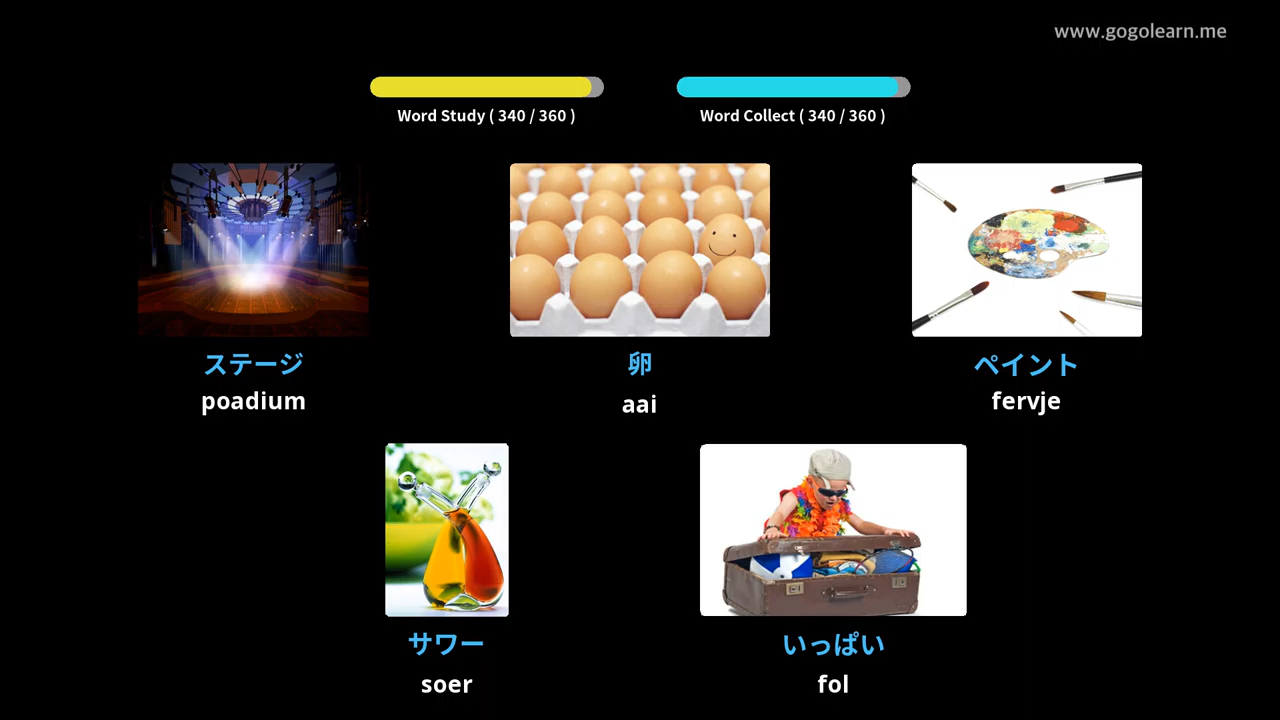 www.gogolearn.me
Word Study ( 340 / 360 )
Word Collect ( 340 / 360 )
ステージ
poadium
卵
aai
ペイント
fervje
サワー
soer
いっぱい
fol